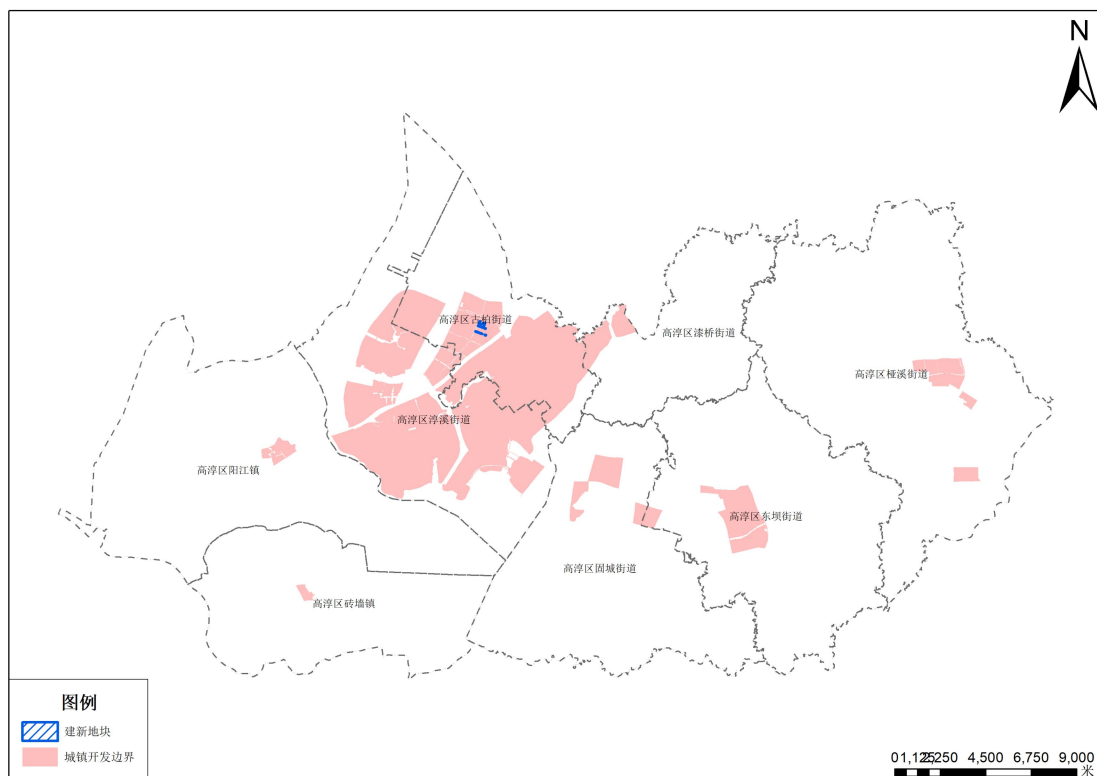 N
高淳区古柏街道
高淳区漆桥街道
高淳区桠溪街道
高淳区淳溪街道
高淳区阳江镇
高淳区东坝街道
高淳区固城街道
高淳区砖墙镇
图例
建新地块
城镇开发边界
0 1,125 2,250 4,500 6,750 9,000
米